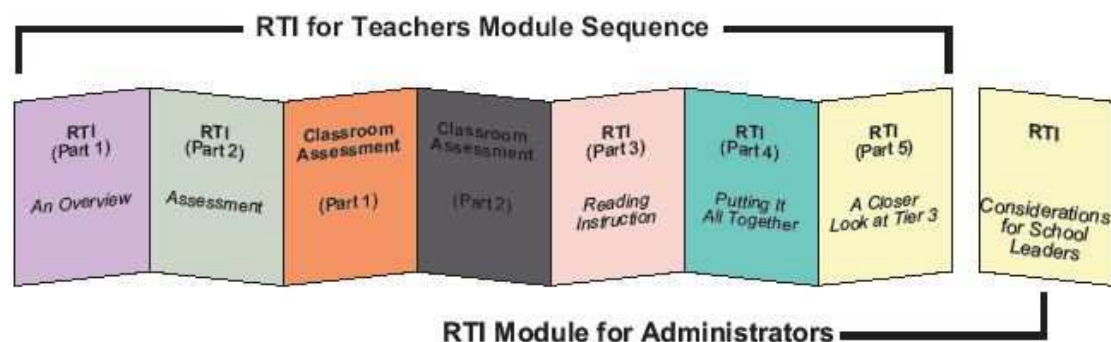 RTI for Teachers Module Sequence
RTI
(Part 1)
An Overview
RTI
(Part 2)
Assessment
Classroom
Assessment
(Part 1)
Classroom
Assessment
(Part 2)
RTI
(Part 3)
Reading
Instruction
RTI
(Part 4)
Putting It
All Together
RTI
(Part 5)
A Closer
Look at Tier 3
RTI
Considerations
for School
Leaders
RTI Module for Administrators